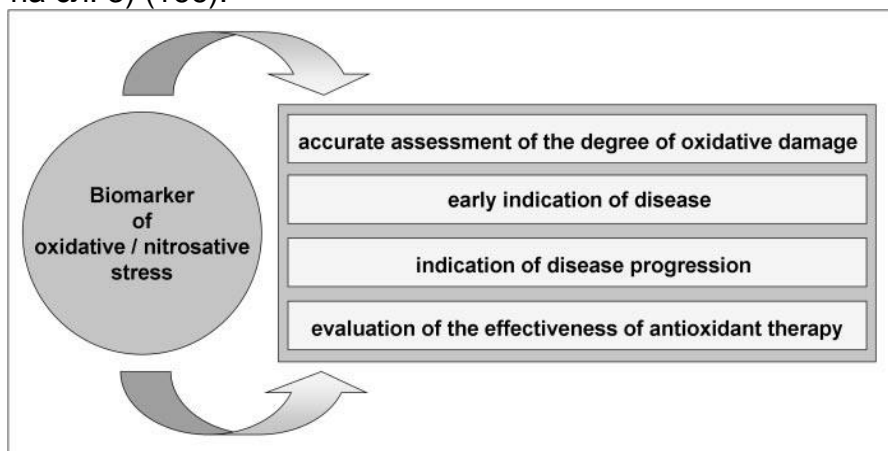 Biomarker
of
oxidative / nitrosative
stress
accurate assessment of the degree of oxidative damage
early indication of disease
indication of disease progression
evaluation of the effectiveness of antioxidant therapy